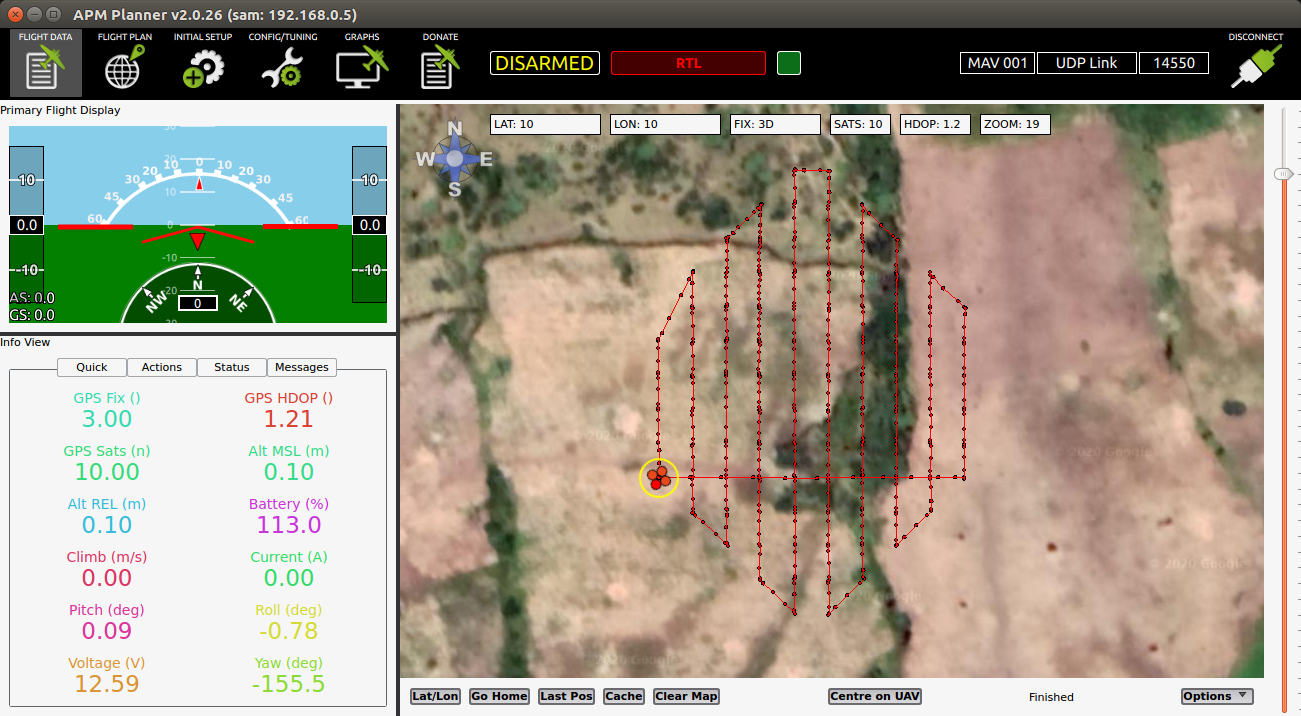 APM Planner v2.0.26 (sam: 192.168.0.5)
FLIGHT DATA FLIGHT PLAN INITIAL SETUP CONFIG/TUNING GRAPHS DONATE DISCONNECT
DISARMED RTL MAV 001 UDP Link 14550
Primary Flight Display
LAT: 10 LON: 10 FIX: 3D SATS: 10 HDOP: 1.2 ZOOM: 19
N
W E
S
30
20
20 10 0 10 20
30 30
10 10 10
45 45
60 0 60
0.0 0.0
-10
-10 -10
-20
N
NW 0 NE
AS: 0.0
GS: 0.0
Info View
Quick Actions Status Messages
GPS Fix () GPS HDOP ()
3.00 1.21
GPS Sats (n) Alt MSL (m)
10.00 0.10
Alt REL (m) Battery (%)
0.10 113.0
Climb (m/s) Current (A)
0.00 0.00
Pitch (deg) Roll (deg)
0.09 -0.78
Voltage (V) Yaw (deg)
12.59 -155.5
© 2020 Google
© 2020 Google
Lat/Lon Go Home Last Pos Cache Clear Map Centre on UAV Finished Options